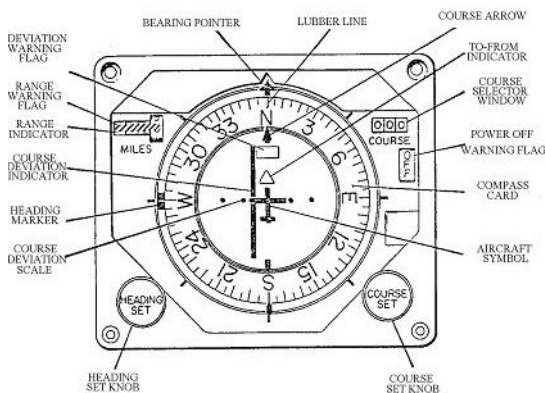 BEARING POINTER
LUBBER LINE
COURSE ARROW
DEVIATION
WARNING
FLAG
TO-FROM
INDICATOR
RANGE
WARNING
FLAG
COURSE
SELECTOR
WINDOW
RANGE
INDICATOR
MILES
000
COURSE
POWER OFF
WARNING FLAG
OFF
COURSE
DEVIATION
INDICATOR
COMPASS
CARD
HEADING
MARKER
AIRCRAFT
SYMBOL
COURSE
DEVIATION
SCALE
N
3
6
E
12
15
S
21
24
W
30
33
HEADING
SET
COURSE
SET
HEADING
SET KNOB
COURSE
SET KNOB